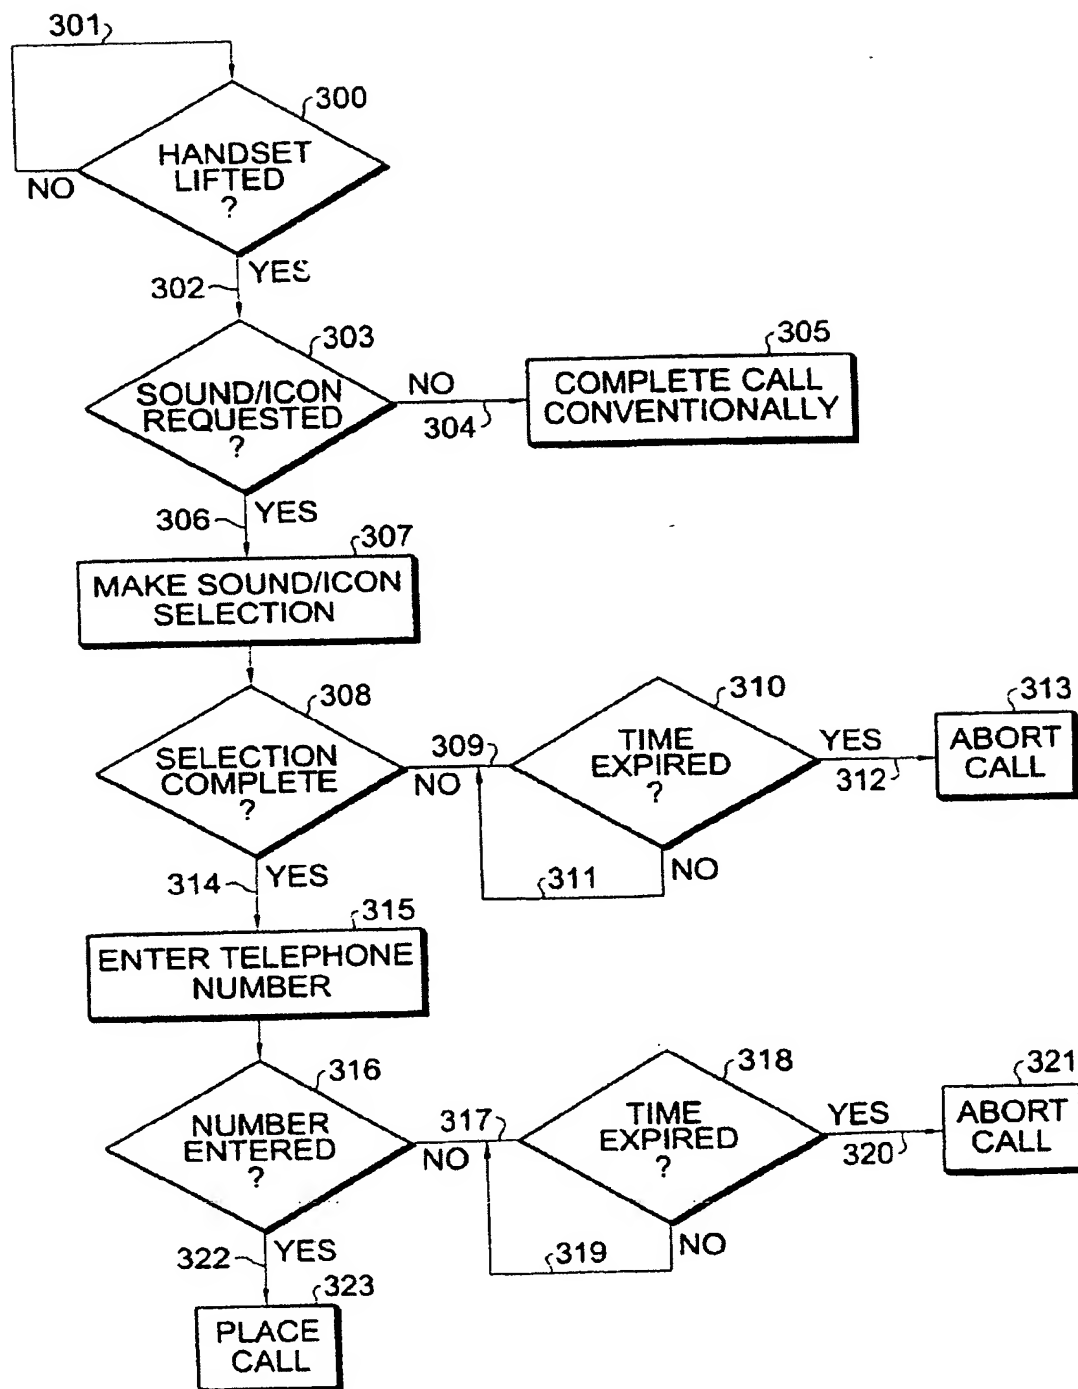 301
300
HANDSET
LIFTED
?
NO
YES
302
303
SOUND/ICON
REQUESTED
?
NO
304
305
COMPLETE CALL
CONVENTIONALLY
306
YES
307
MAKE SOUND/ICON
SELECTION
308
SELECTION
COMPLETE
?
309
NO
310
TIME
EXPIRED
?
YES
312
313
ABORT
CALL
311
NO
314
YES
315
ENTER TELEPHONE
NUMBER
316
NUMBER
ENTERED
?
317
NO
318
TIME
EXPIRED
?
YES
320
321
ABORT
CALL
319
NO
322
YES
323
PLACE
CALL